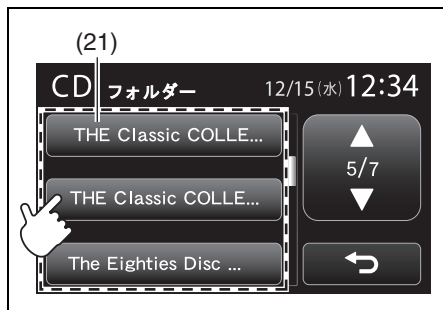 (21)
CD フォルダー 12/15(水) 12:34
THE Classic COLLE...
5/7
THE Classic COLLE...
The Eighties Disc ...